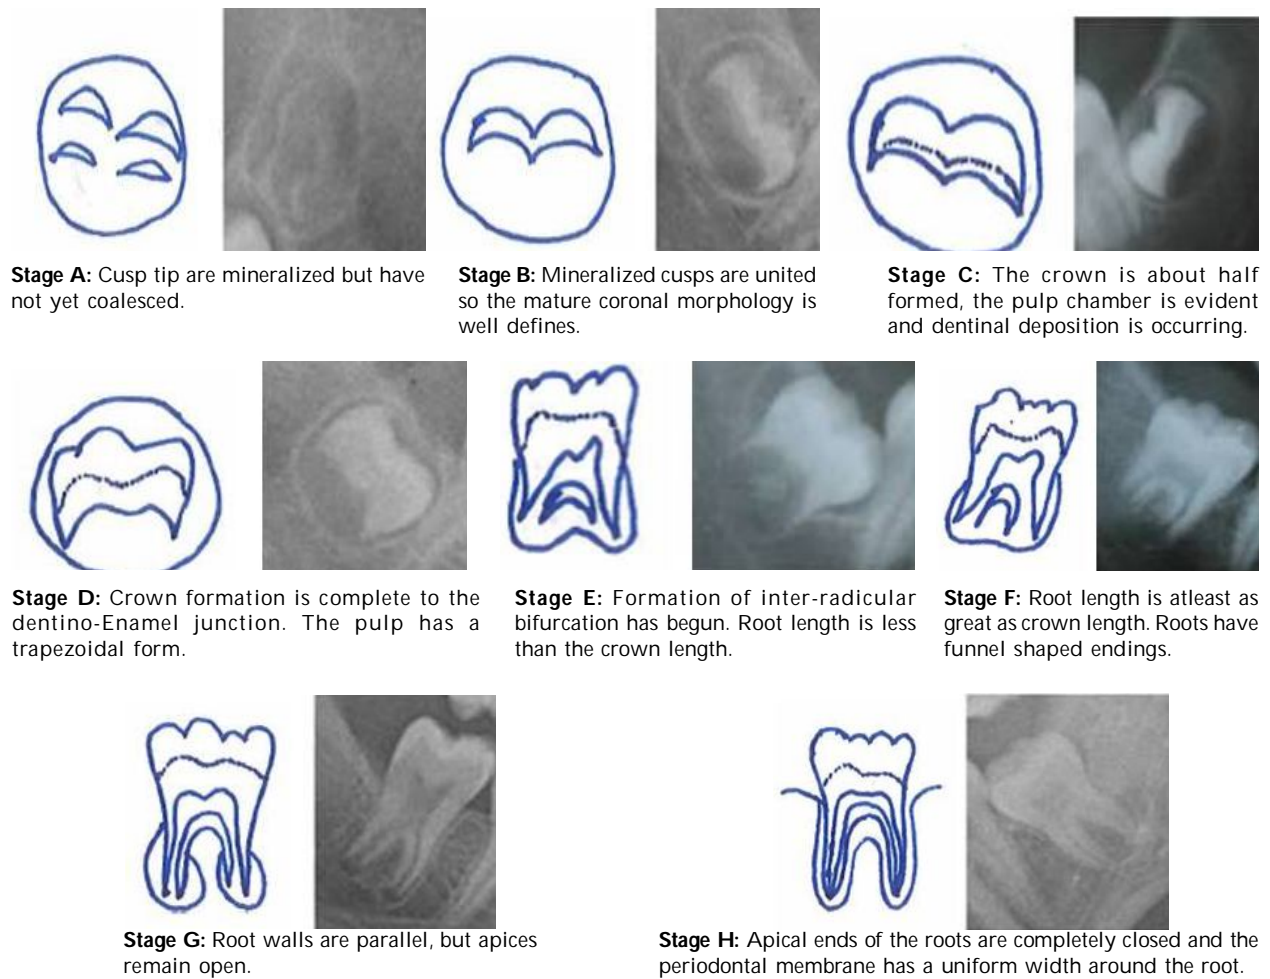 Stage A: Cusp tip are mineralized but have
not yet coalesced.
Stage B: Mineralized cusps are united
so the mature coronal morphology is
well defines.
Stage C: The crown is about half
formed, the pulp chamber is evident
and dentinal deposition is occurring.
Stage D: Crown formation is complete to the
dentino-Enamel junction. The pulp has a
trapezoidal form.
Stage E: Formation of inter-radicular
bifurcation has begun. Root length is less
than the crown length.
Stage F: Root length is atleast as
great as crown length. Roots have
funnel shaped endings.
Stage G: Root walls are parallel, but apices
remain open.
Stage H: Apical ends of the roots are completely closed and the
periodontal membrane has a uniform width around the root.